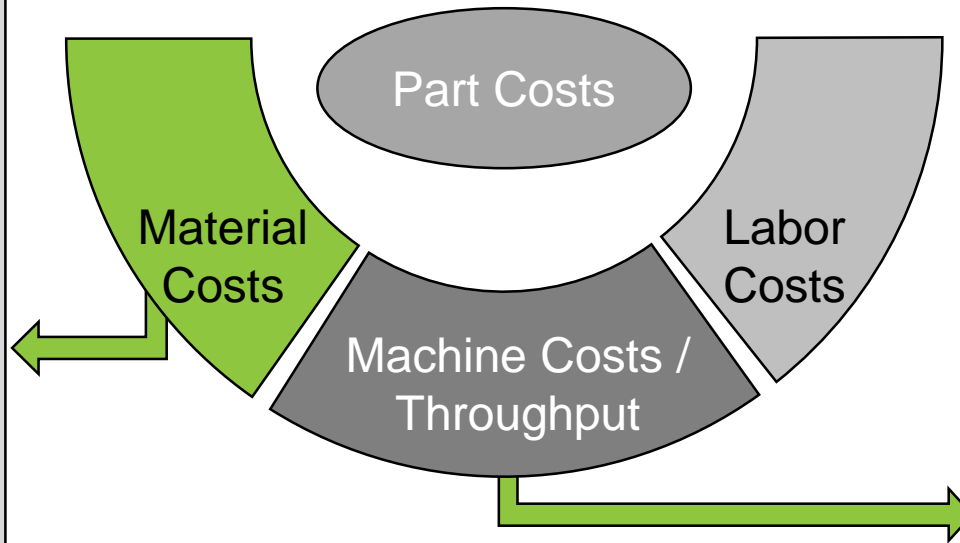 Part Costs
Material
Costs
Machine Costs /
Throughput
Labor
Costs